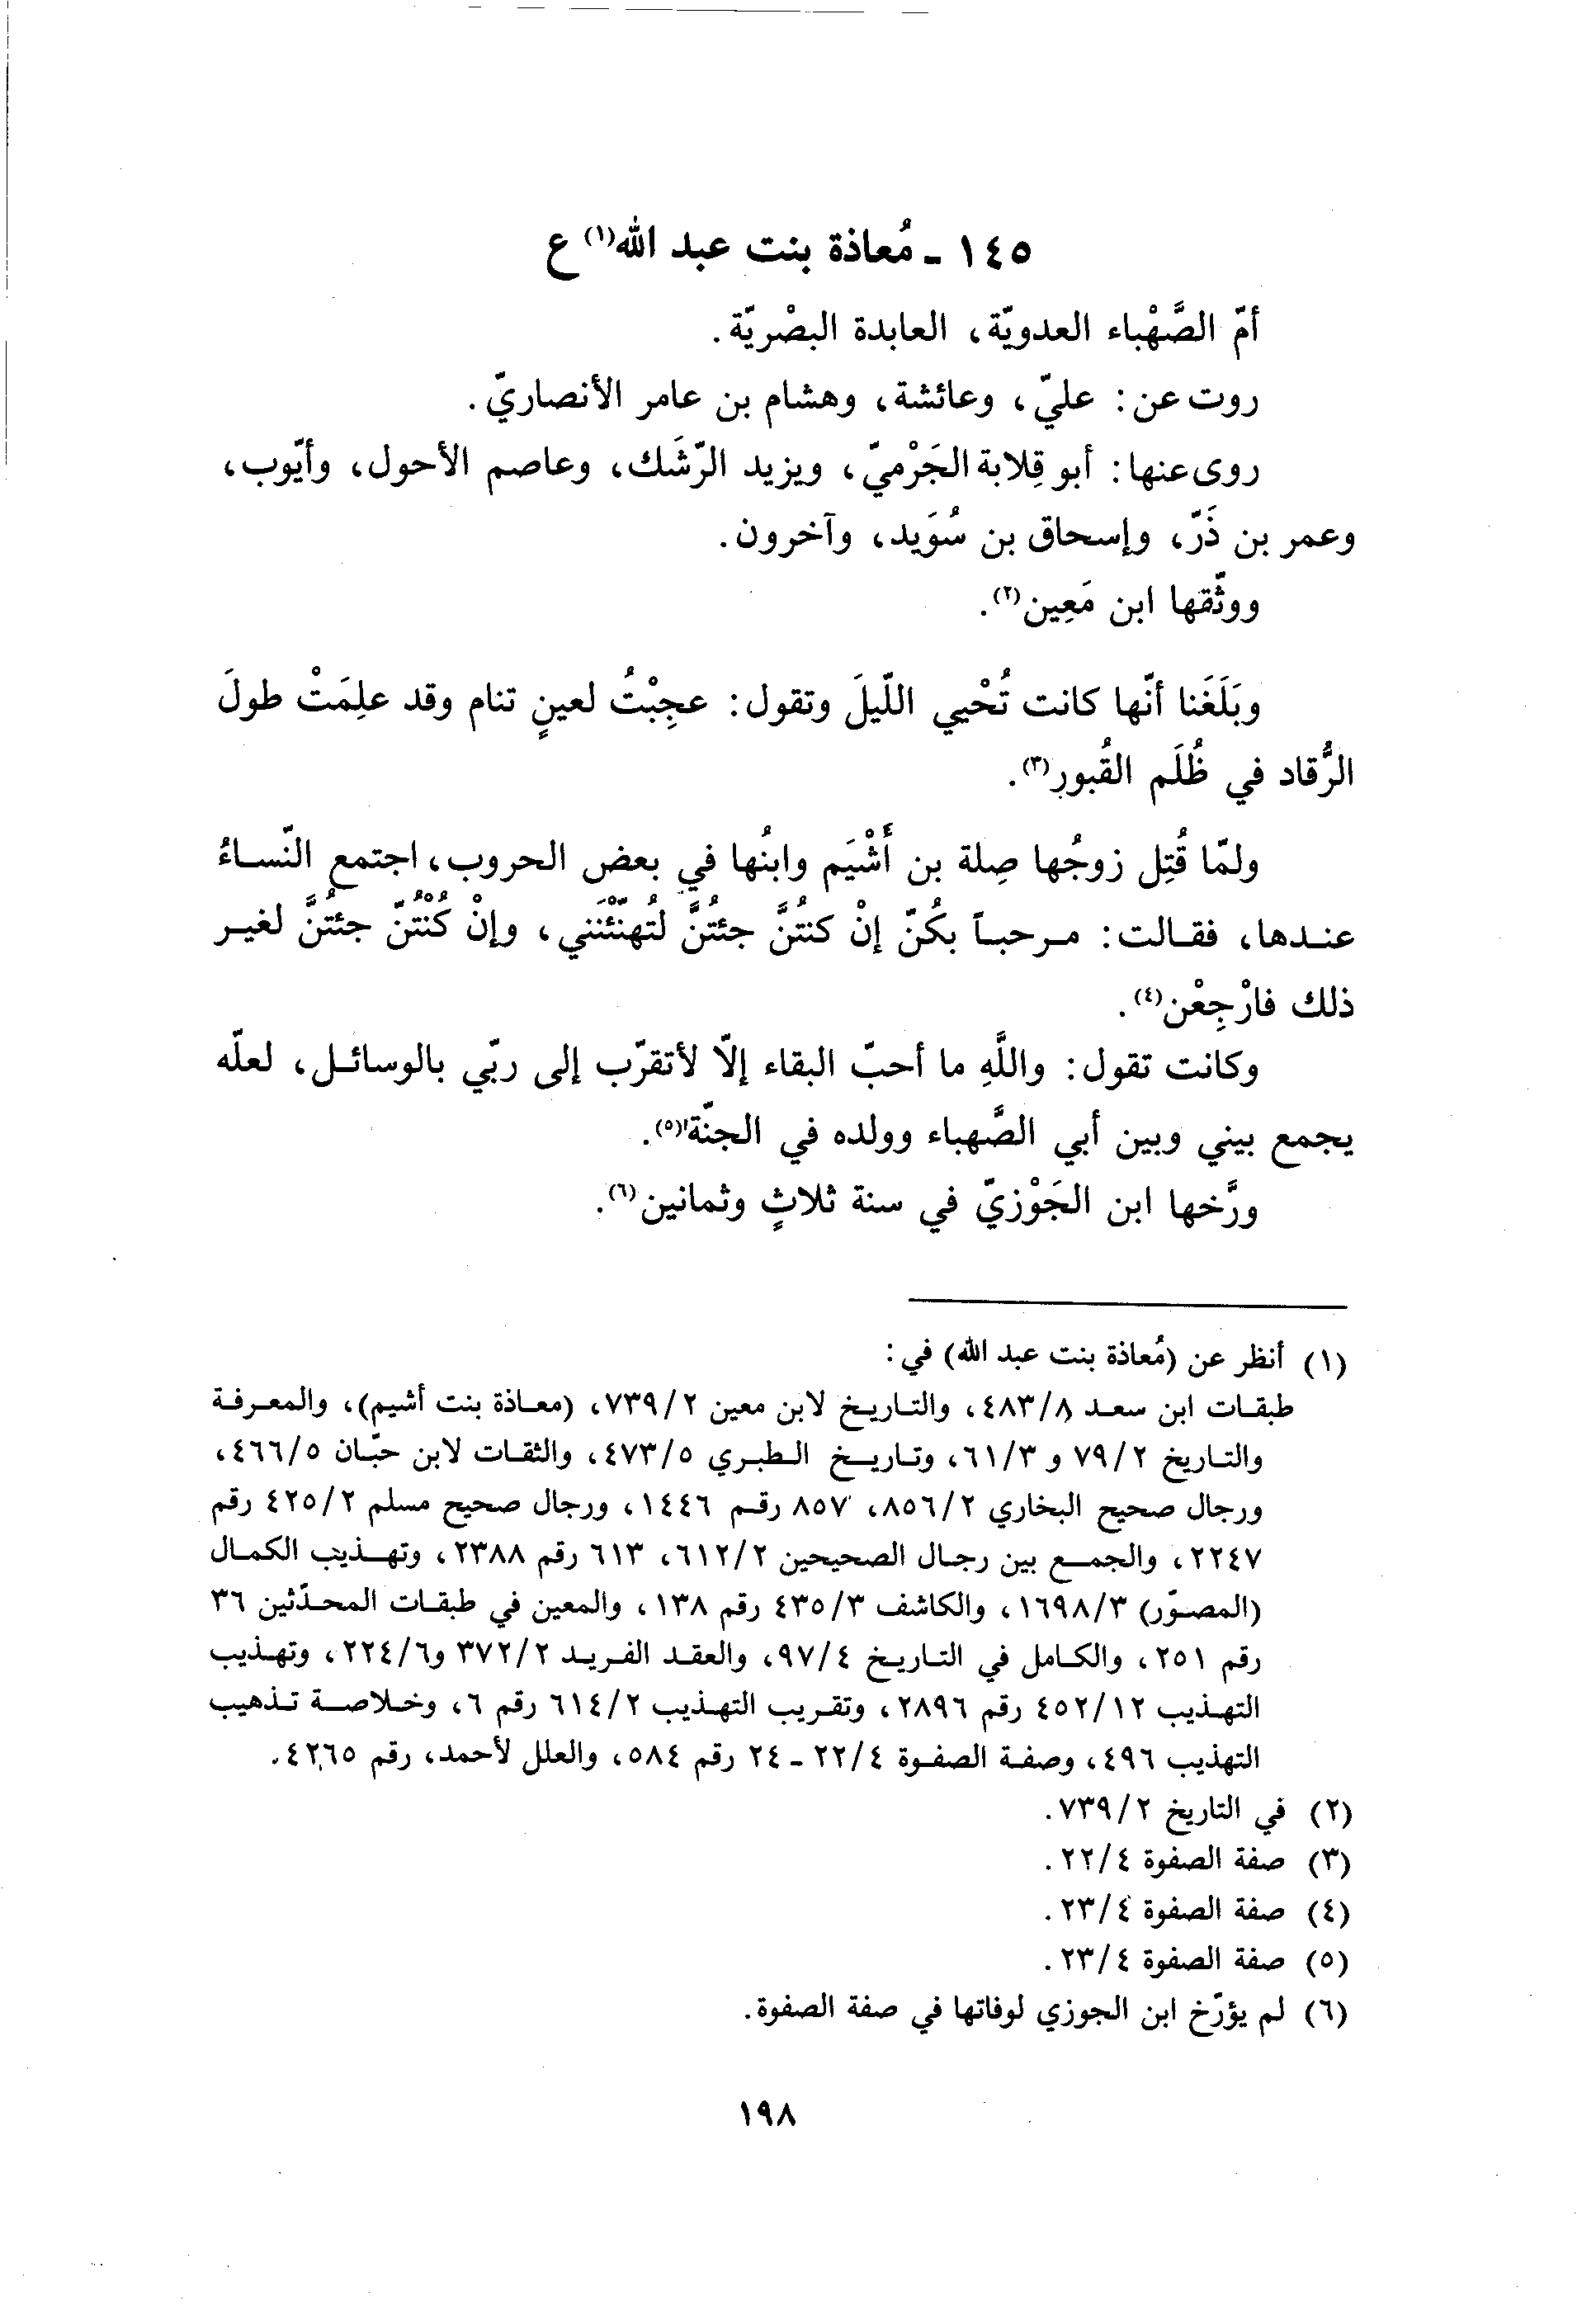 ١٤٥ ـ مُعاذة بنت عبد الله(١) ع
أمّ الصَّهْباء العدويّة، العابدة البصْريّة.
روت عن: عليّ، وعائشة، وهشام بن عامر الأنصاريّ.
روى عنها: أبو قِلابة الجَرْميّ، ويزيد الرّشَك، وعاصم الأحول، وأيّوب،
وعمر بن ذَرّ، وإسحاق بن سُوَيد، وآخرون.
ووثّقها ابن مَعِين(٢).
وبَلَغَنا أنّها كانت تُحْيي اللّيلَ وتقول: عجِبْتُ لعينٍ تنام وقد علِمَتْ طولَ
الرُّقاد في ظُلَم القُبورِ(٣).
ولمّا قُتِل زوجُها صِلة بن أَشْيَم وابنُها في بعض الحروب، اجتمع النّساءُ
عندها، فقالت: مرحباً بكُنّ إنْ كنتُنَّ جئتُنَّ لتُهنّئْنَني، وإنْ كُنْتُنّ جئتُنَّ لغير
ذلك فارْجِعْن(٤).
وكانت تقول: واللَّهِ ما أحبّ البقاء إلّا لأتقرّب إلى ربّي بالوسائل، لعلّه
يجمع بيني وبين أبي الصَّهباء وولده في الجنّة(٥).
ورَّخها ابن الجَوْزيّ في سنة ثلاثٍ وثمانين(٦).
(١) أنظر عن (مُعاذة بنت عبد الله) في:
طبقات ابن سعد ٤٨٣/٨، والتاريخ لابن معين ٧٣٩/٢، (معاذة بنت أشيم)، والمعرفة
والتاريخ ٧٩/٢ و ٦١/٣، وتاريخ الطبري ٤٧٣/٥، والثقات لابن حبّان ٤٦٦/٥،
ورجال صحيح البخاري ٨٥٦/٢، ٨٥٧ رقم ١٤٤٦، ورجال صحيح مسلم ٤٢٥/٢ رقم
٢٢٤٧، والجمع بين رجال الصحيحين ٦١٢/٢، ٦١٣ رقم ٢٣٨٨، وتهذيب الكمال
(المصوّر) ١٦٩٨/٣، والكاشف ٤٣٥/٣ رقم ١٣٨، والمعين في طبقات المحدّثين ٣٦
رقم ٢٥١، والكامل في التاريخ ٩٧/٤، والعقد الفريد ٣٧٢/٢ و٢٢٤/٦، وتهذيب
التهذيب ٤٥٢/١٢ رقم ٢٨٩٦، وتقريب التهذيب ٦١٤/٢ رقم ٦، وخلاصة تذهيب
التهذيب ٤٩٦، وصفة الصفوة ٢٢/٤ ـ ٢٤ رقم ٥٨٤، والعلل لأحمد، رقم ٤٢٦٥.
(٢) في التاريخ ٧٣٩/٢.
(٣) صفة الصفوة ٢٢/٤.
(٤) صفة الصفوة ٢٣/٤.
(٥) صفة الصفوة ٢٣/٤.
(٦) لم يؤرّخ ابن الجوزي لوفاتها في صفة الصفوة.
١٩٨